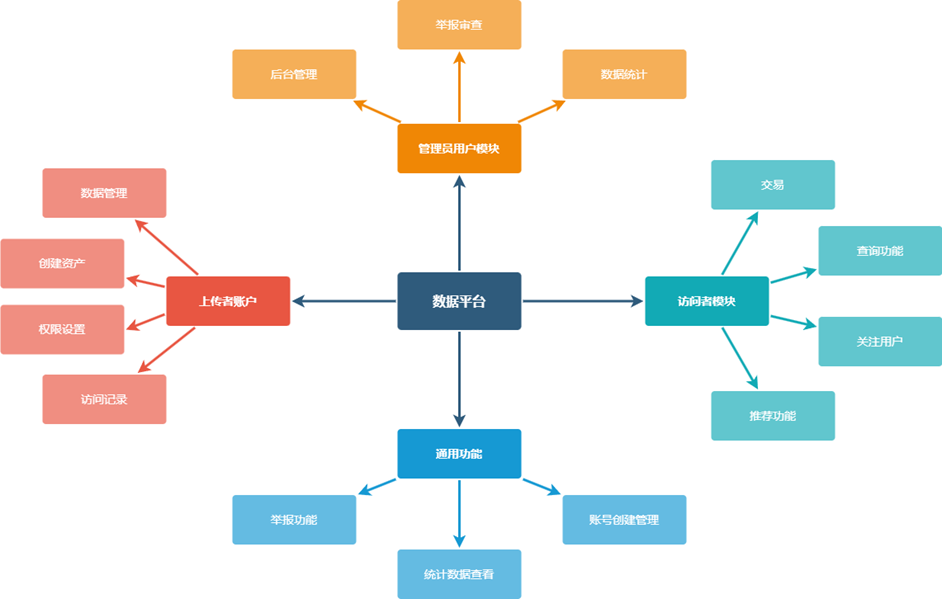 举报审查
后台管理
数据统计
管理员用户模块
数据管理
交易
创建资产
查询功能
上传者账户
数据平台
访问者模块
权限设置
关注用户
访问记录
推荐功能
通用功能
举报功能
账号创建管理
统计数据查看